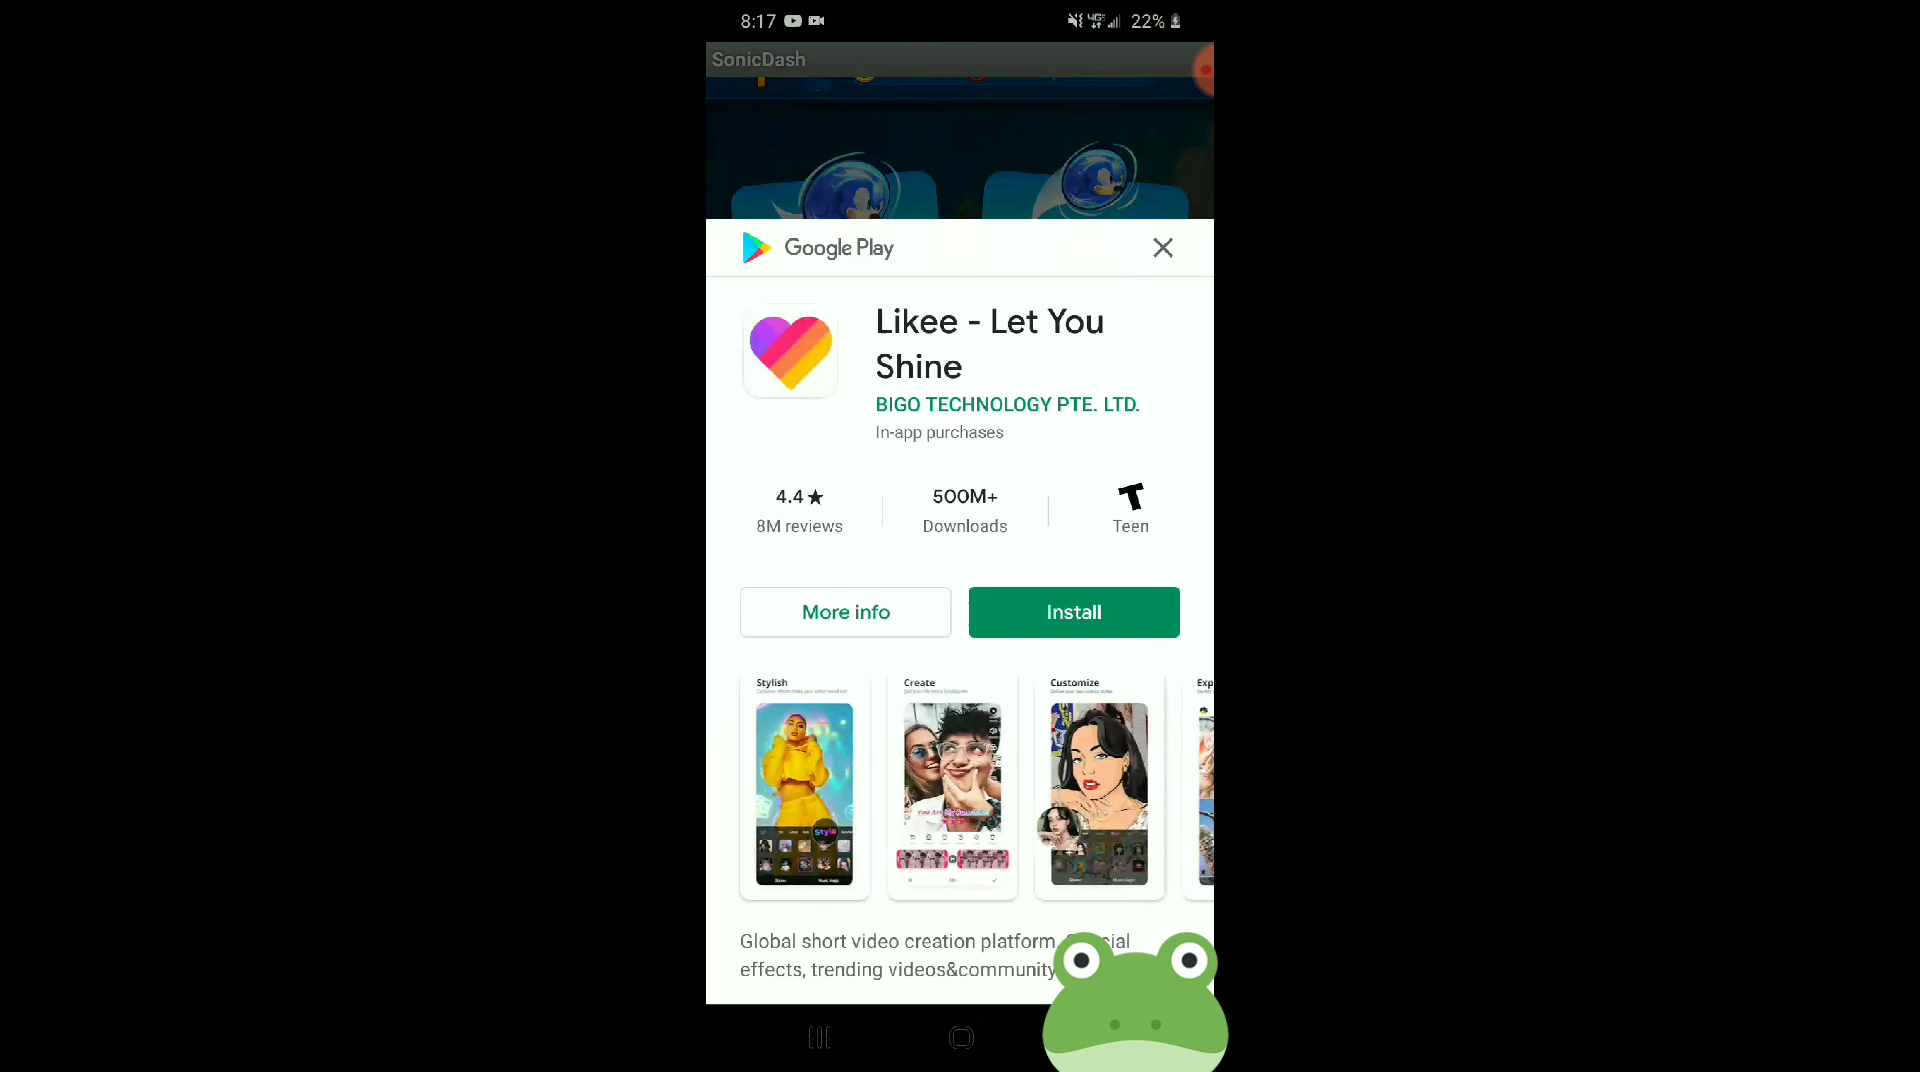 8:17
22%
SonicDash
Google Play
Likee - Let You
Shine
BIGO TECHNOLOGY PTE. LTD.
In-app purchases
4.4★
8M reviews
500M+
Downloads
T
Teen
More info
Install
Stylish
Create
Customize
Exp
Style
Global short video creation platform.
effects, trending videos&community